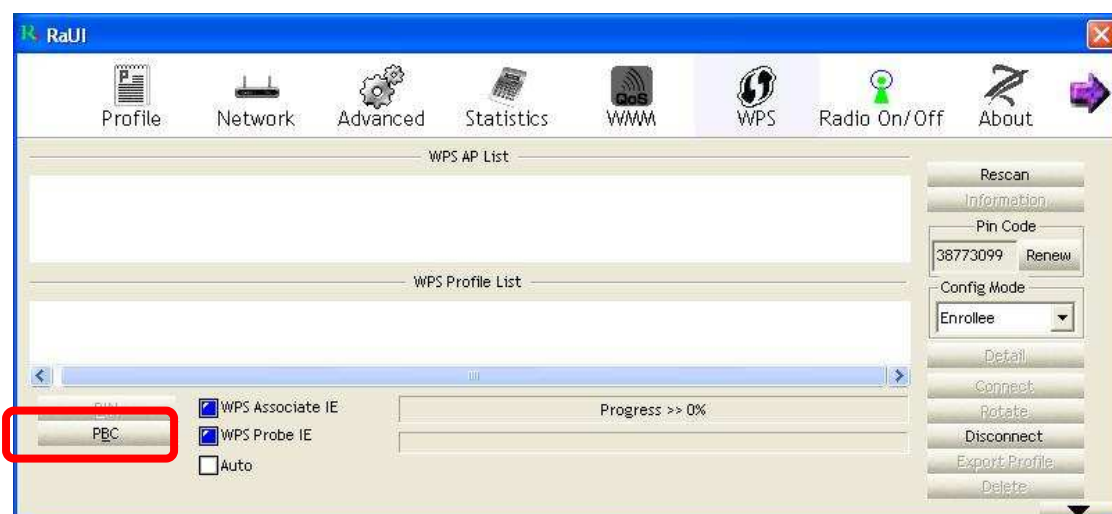 RaUI
Profile Network Advanced Statistics QoS WMM WPS Radio On/Off About
WPS AP List
Rescan
Information
Pin Code
38773099 Renew
WPS Profile List
Config Mode
Enrollee
Detail
Connect
PIN WPS Associate IE Progress >> 0% Rotate
PBC WPS Probe IE Disconnect
Auto Export Profile
Delete